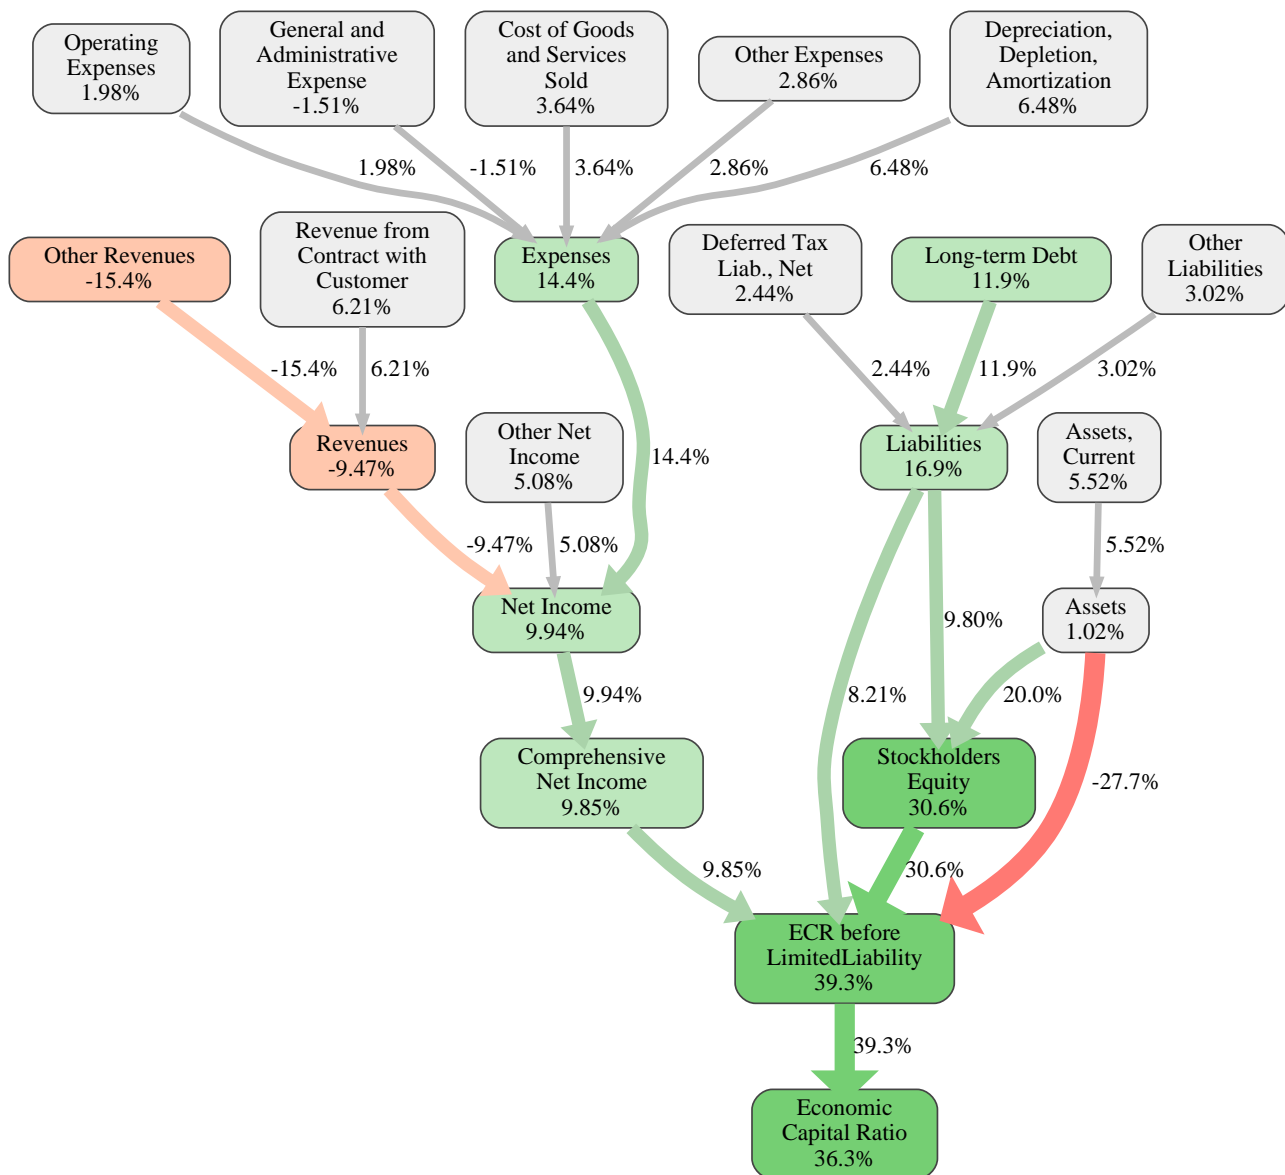 Operating
Expenses
1.98%
General and
Administrative
Expense
-1.51%
Cost of Goods
and Services
Sold
3.64%
Other Expenses
2.86%
Depreciation,
Depletion,
Amortization
6.48%
1.98%
-1.51%
3.64%
2.86%
6.48%
Other Revenues
-15.4%
Revenue from
Contract with
Customer
6.21%
Expenses
14.4%
Deferred Tax
Liab., Net
2.44%
Long-term Debt
11.9%
Other
Liabilities
3.02%
-15.4%
6.21%
2.44%
11.9%
3.02%
Revenues
-9.47%
Other Net
Income
5.08%
14.4%
Liabilities
16.9%
Assets,
Current
5.52%
-9.47%
5.08%
5.52%
Net Income
9.94%
9.80%
Assets
1.02%
9.94%
8.21%
20.0%
Comprehensive
Net Income
9.85%
Stockholders
Equity
30.6%
-27.7%
9.85%
30.6%
ECR before
LimitedLiability
39.3%
39.3%
Economic
Capital Ratio
36.3%